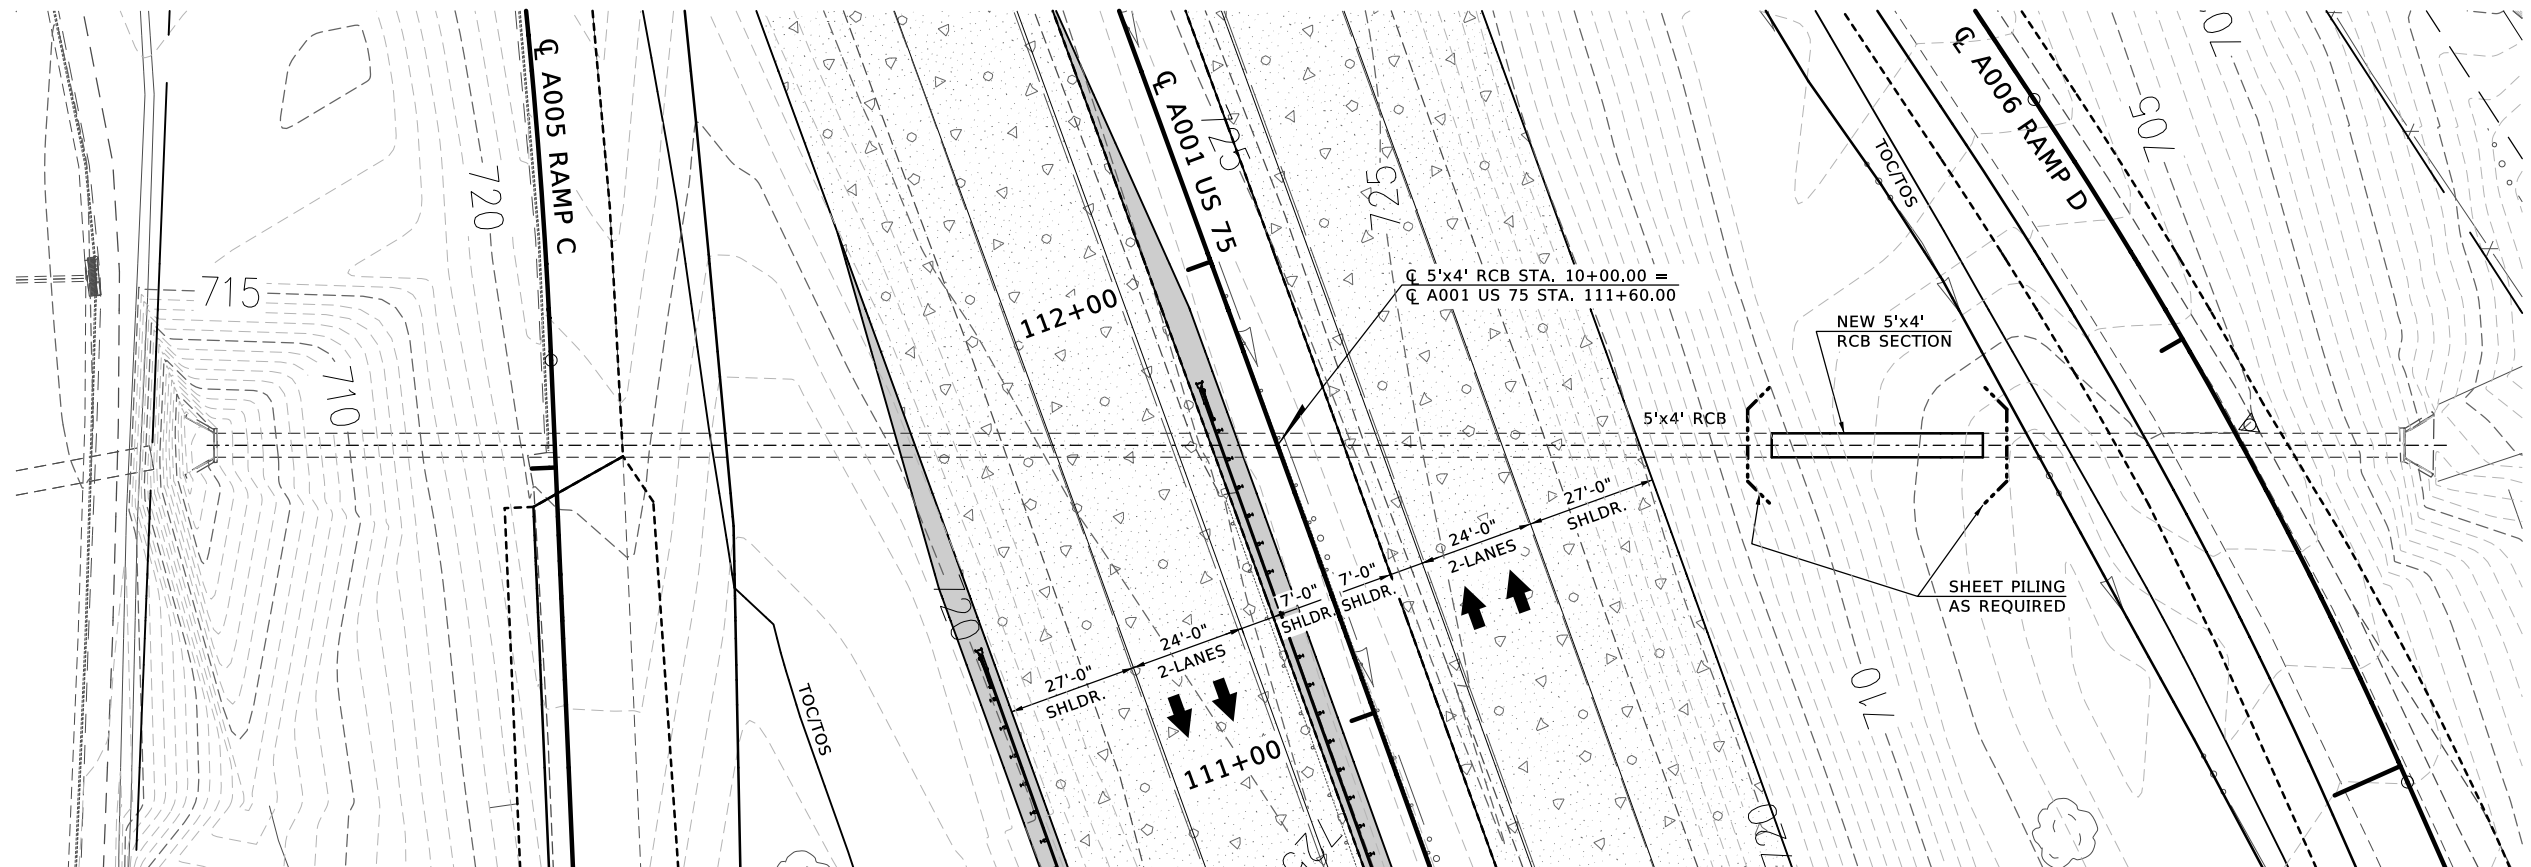 ℄ A005 RAMP C
℄ A001 US 75
℄ A006 RAMP D
70
705
725
725
720
715
710
TOC/TOS
112+00
℄ 5'x4' RCB STA. 10+00.00 =
℄ A001 US 75 STA. 111+60.00
NEW 5'x4'
RCB SECTION
5'x4' RCB
27'-0"
SHLDR.
24'-0"
2-LANES
7'-0"
SHLDR.
7'-0"
SHLDR.
24'-0"
2-LANES
27'-0"
SHLDR.
SHEET PILING
AS REQUIRED
720
710
TOC/TOS
111+00
720